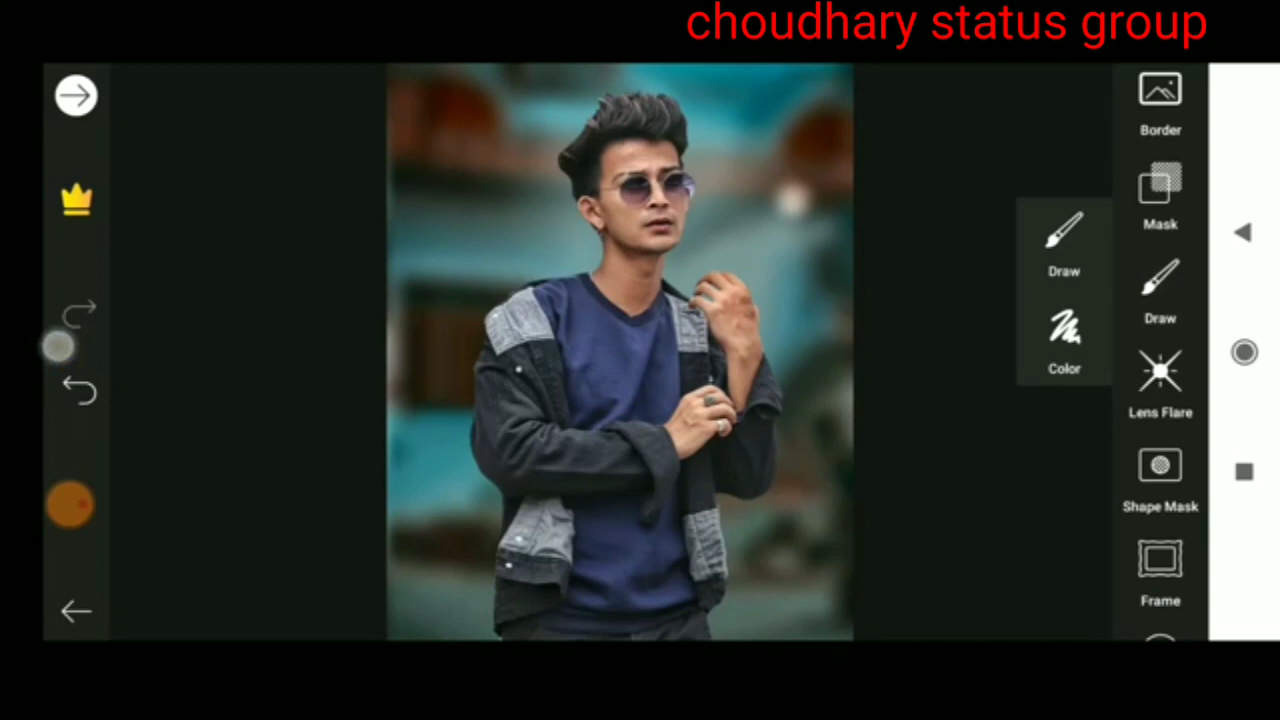 choudhary status group
Border
Mask
Draw
Draw
Color
Lens Flare
Shape Mask
Frame